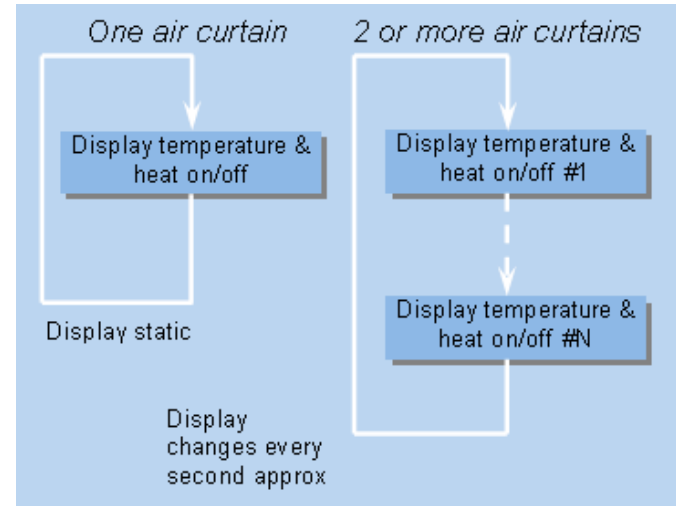 One air curtain
Display temperature &
heat on/off
Display static
2 or more air curtains
Display temperature &
heat on/off #1
Display temperature &
heat on/off #N
Display
changes every
second approx